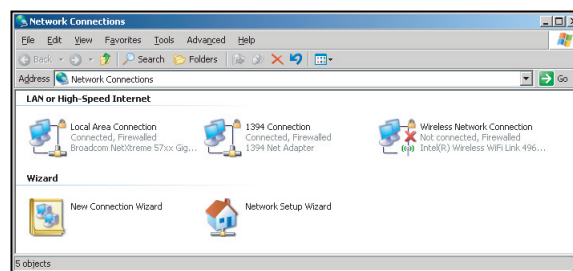 Network Connections
File Edit View Favorites Tools Advanced Help
Back Search Folders
Address Network Connections Go
LAN or High-Speed Internet
Local Area Connection
Connected, Firewalled
Broadcom NetXtreme 57xx Gig...
1394 Connection
Connected, Firewalled
1394 Net Adapter
Wireless Network Connection
Not connected, Firewalled
Intel(R) Wireless WiFi Link 496...
Wizard
New Connection Wizard
Network Setup Wizard
5 objects